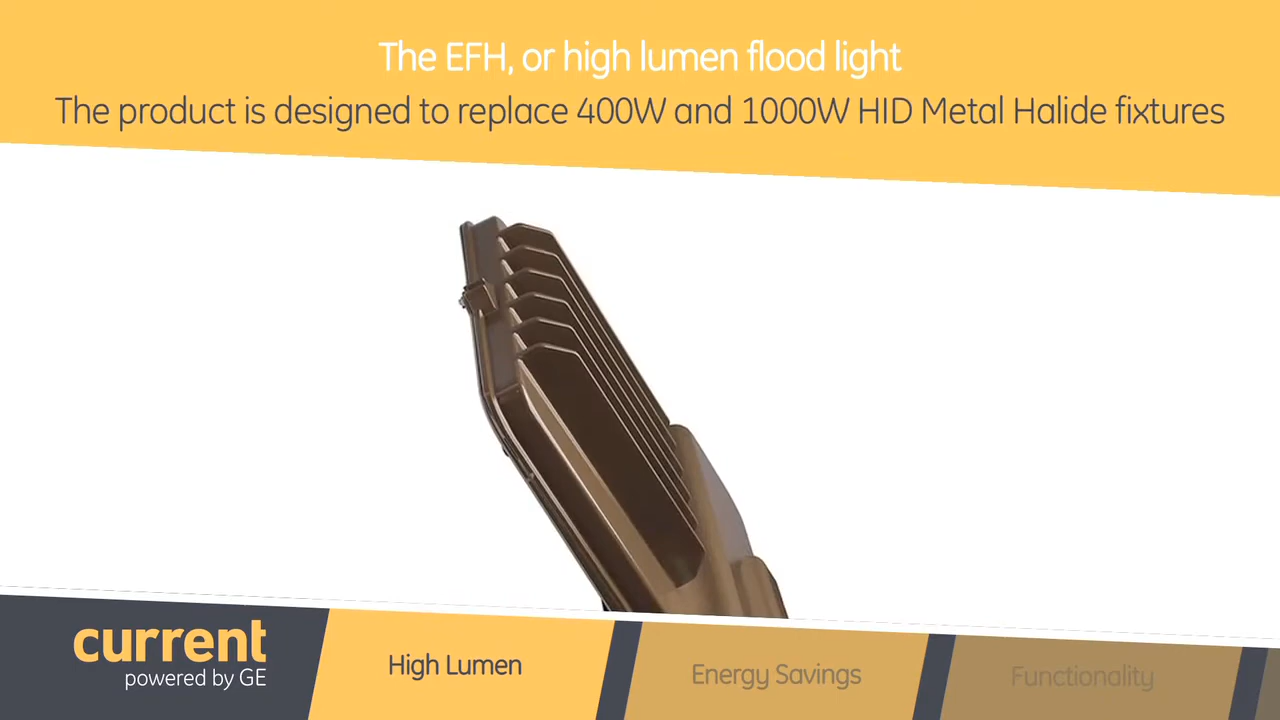 The EFH, or high lumen flood light
The product is designed to replace 400W and 1000W HID Metal Halide fixtures
current
powered by GE
High Lumen
Energy Savings
Functionality